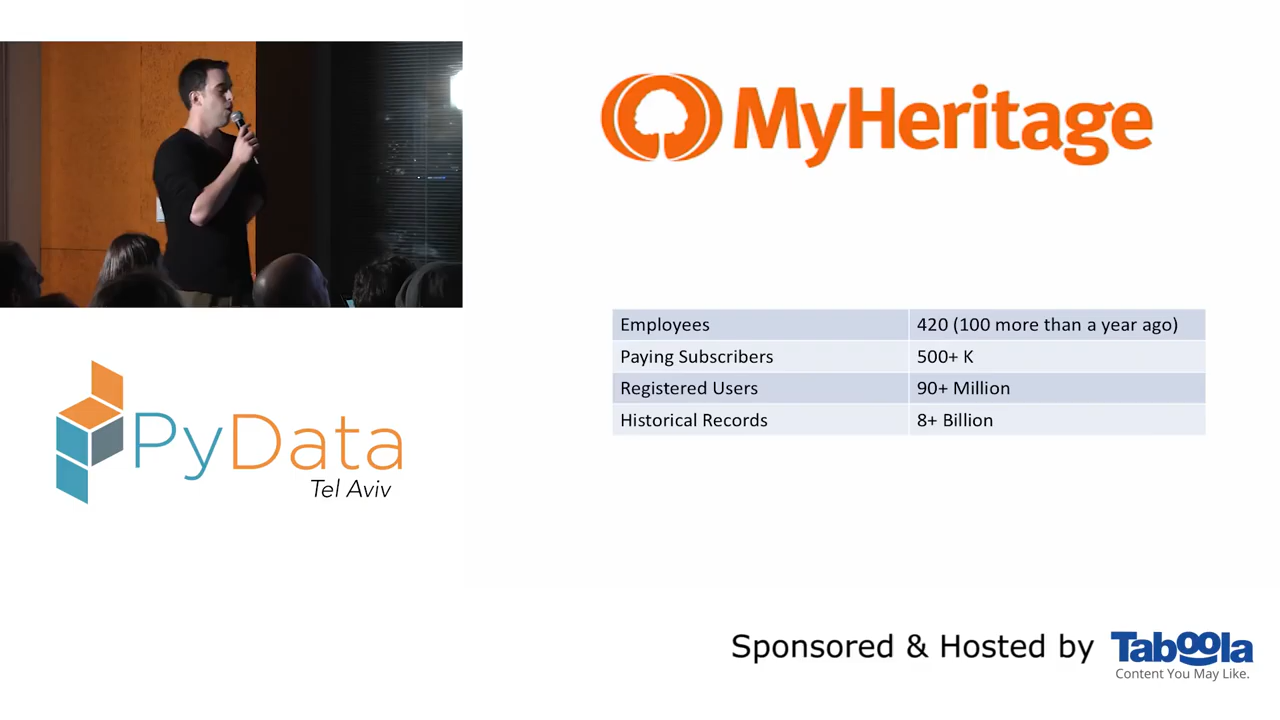 MyHeritage
Employees 420 (100 more than a year ago)
Paying Subscribers 500+ K
Registered Users 90+ Million
Historical Records 8+ Billion
PyData
Tel Aviv
Sponsored & Hosted by Taboola
Content You May Like.